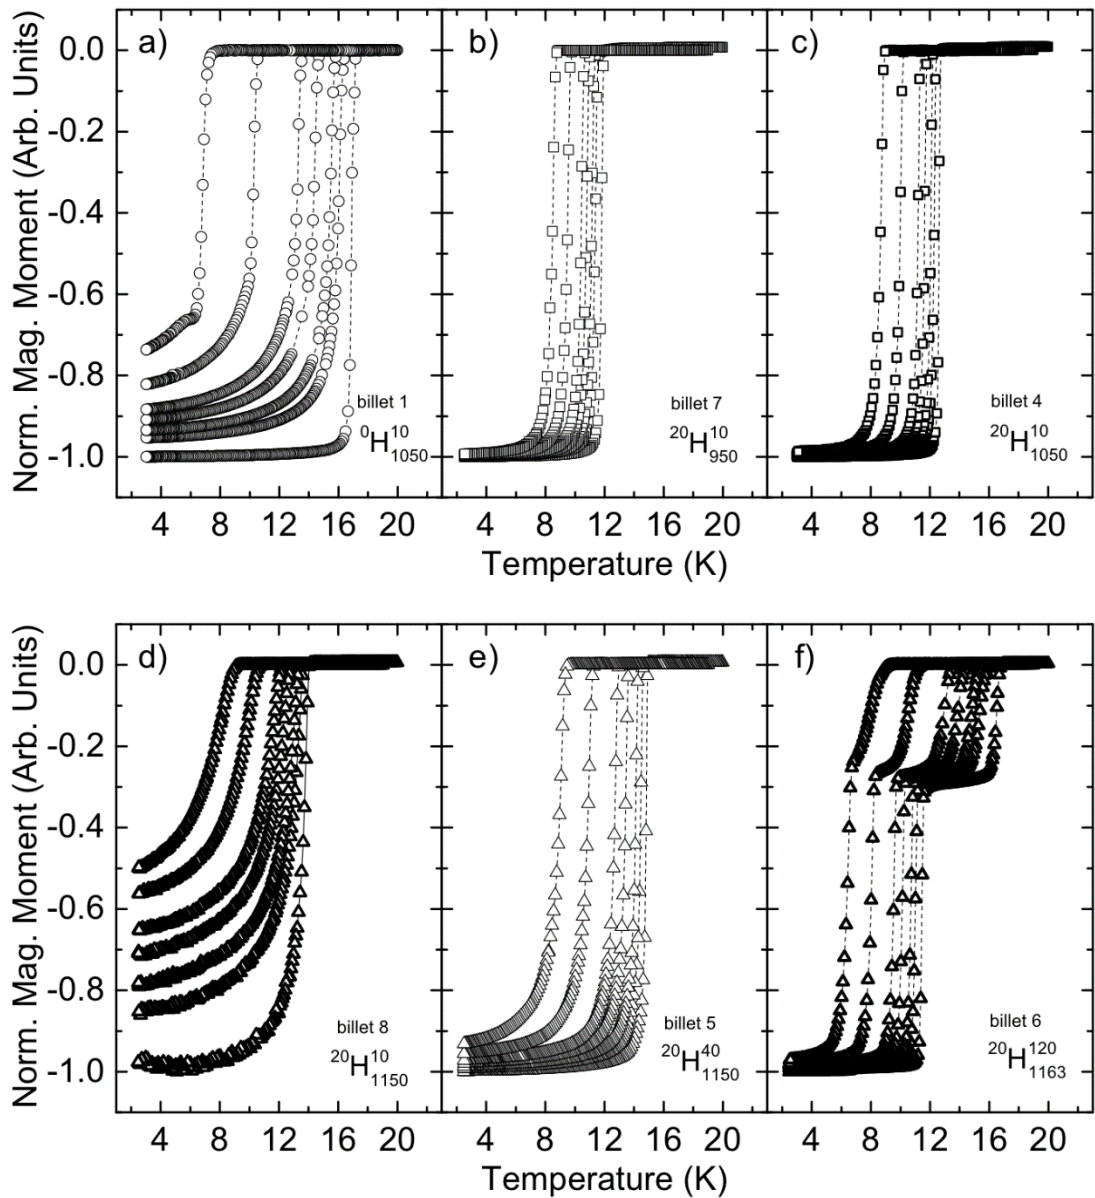 a)
b)
c)
0.0
-0.2
-0.4
-0.6
-0.8
-1.0
Norm. Mag. Moment (Arb. Units)
billet 1
⁰H¹⁰₁₀₅₀
billet 7
²⁰H¹⁰₉₅₀
billet 4
²⁰H¹⁰₁₀₅₀
4 8 12 16 20 4 8 12 16 20 4 8 12 16 20
Temperature (K)
d)
e)
f)
0.0
-0.2
-0.4
-0.6
-0.8
-1.0
Norm. Mag. Moment (Arb. Units)
billet 8
²⁰H¹⁰₁₁₅₀
billet 5
²⁰H⁴⁰₁₁₅₀
billet 6
²⁰H¹²⁰₁₁₆₃
4 8 12 16 20 4 8 12 16 20 4 8 12 16 20
Temperature (K)